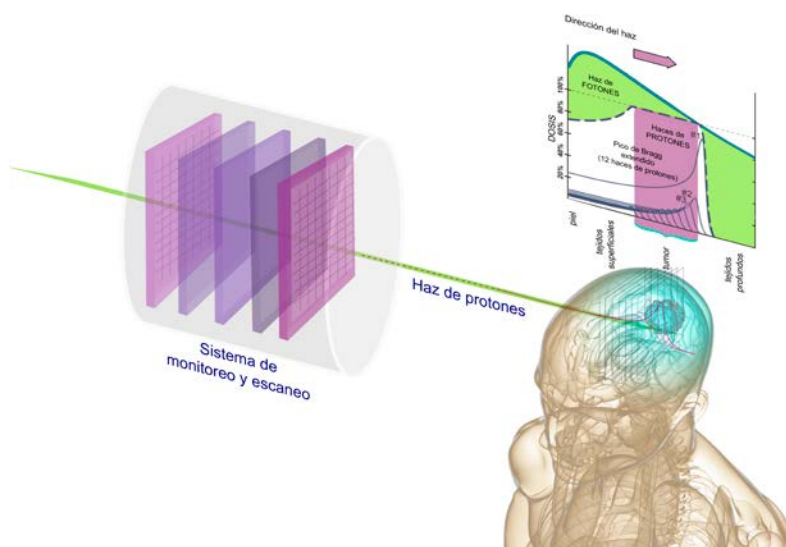 Dirección del haz
Haz de
FOTONES
100%
80%
60%
40%
20%
DOSIS
Haces de
PROTONES
#1
Pico de Bragg
extendido
(12 haces de protones)
#2
#3
piel
tejidos
superficiales
tumor
tejidos
profundos
Haz de protones
Sistema de
monitoreo y escaneo